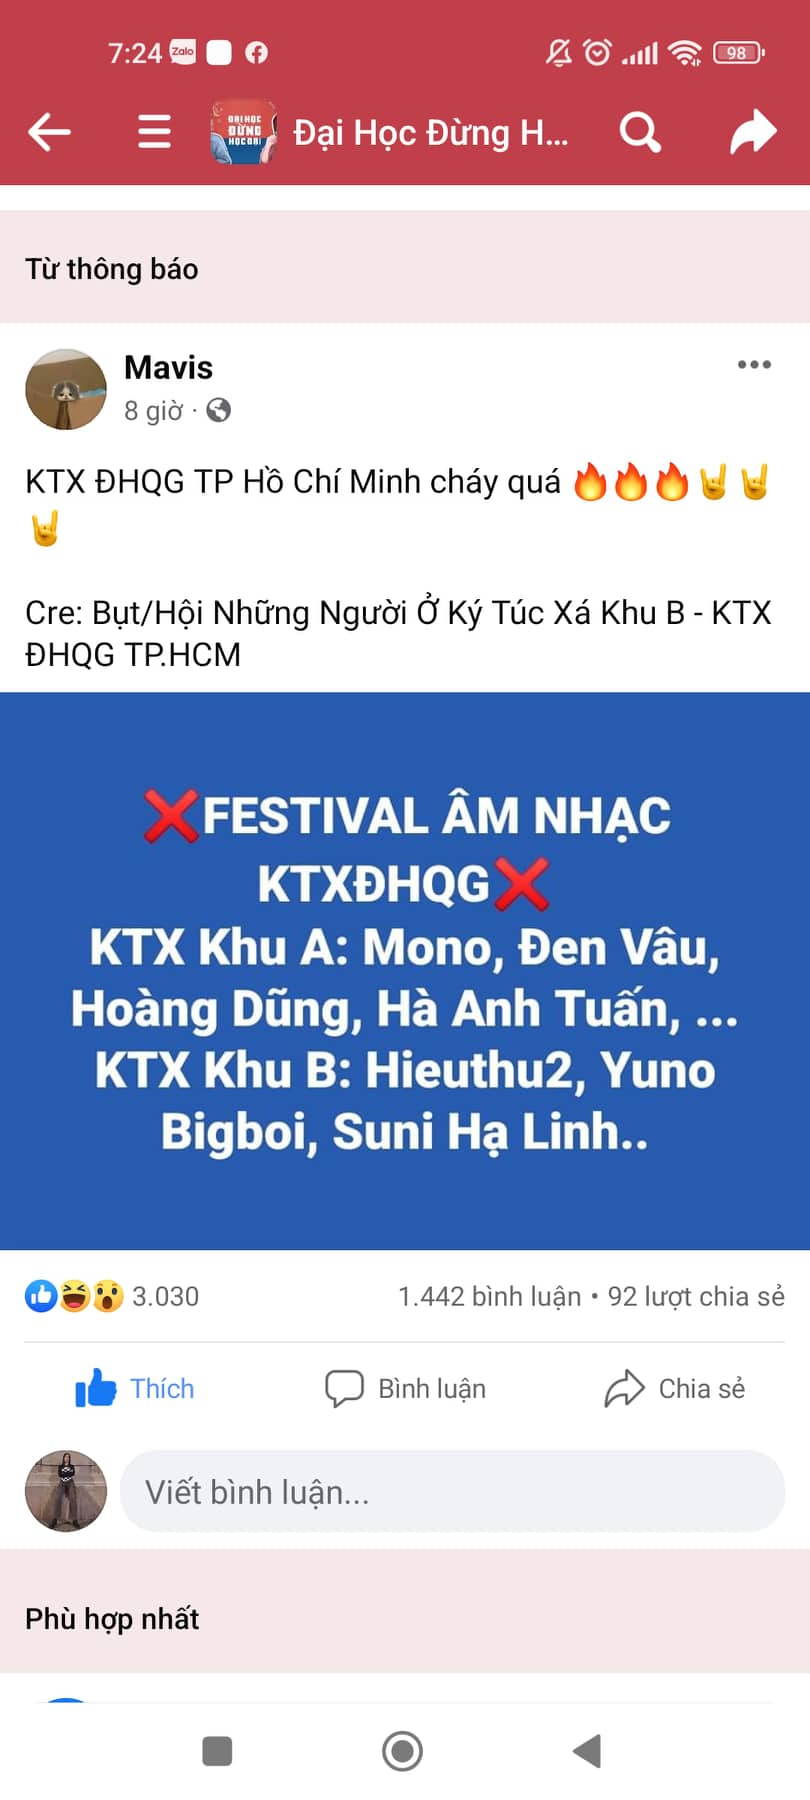 7:24 Zalo 98
ĐẠI HỌC ĐỪNG HỌC ĐẠI Đại Học Đừng H...
Từ thông báo
Mavis
8 giờ ·
KTX ĐHQG TP Hồ Chí Minh cháy quá 🔥🔥🔥🤘🤘
🤘
Cre: Bụt/Hội Những Người Ở Ký Túc Xá Khu B - KTX
ĐHQG TP.HCM
❌FESTIVAL ÂM NHẠC
KTXĐHQG❌
KTX Khu A: Mono, Đen Vâu,
Hoàng Dũng, Hà Anh Tuấn, ...
KTX Khu B: Hieuthu2, Yuno
Bigboi, Suni Hạ Linh..
3.030 1.442 bình luận • 92 lượt chia sẻ
Thích Bình luận Chia sẻ
Viết bình luận...
Phù hợp nhất